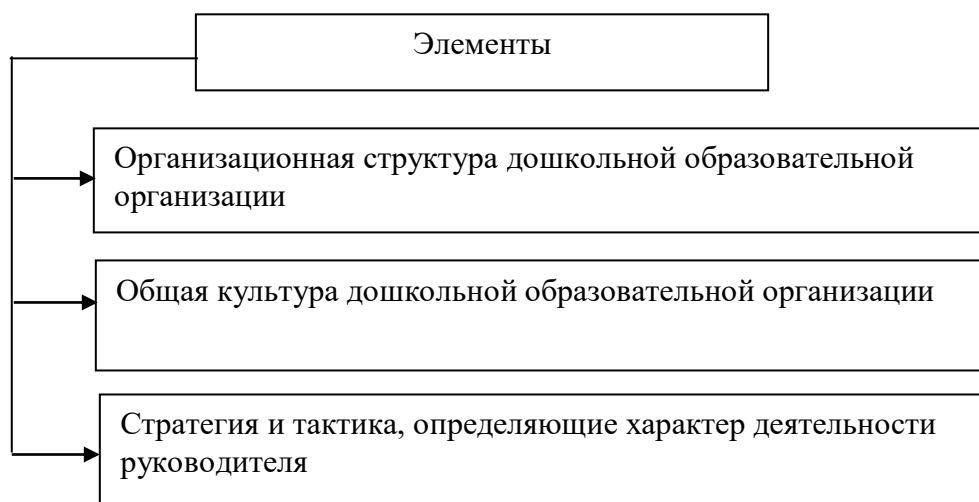 Элементы
Организационная структура дошкольной образовательной
организации
Общая культура дошкольной образовательной организации
Стратегия и тактика, определяющие характер деятельности
руководителя